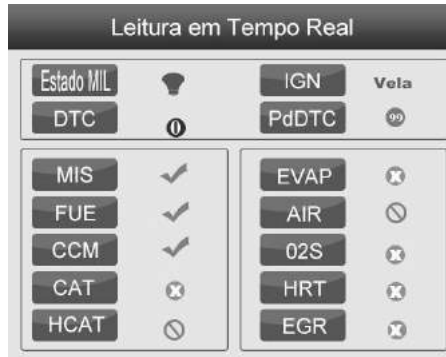 Leitura em Tempo Real
Estado MIL IGN Vela
DTC 0 PdDTC 99
MIS EVAP
FUE AIR
CCM 02S
CAT HRT
HCAT EGR